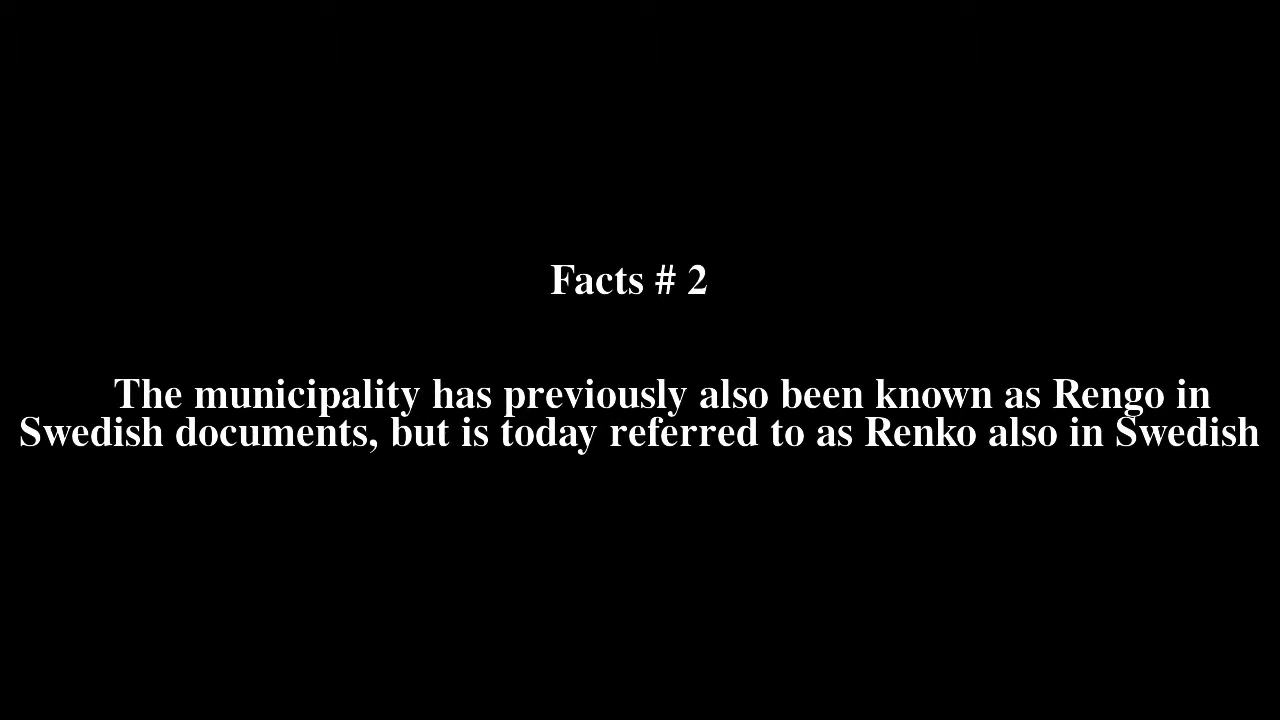 Facts # 2
The municipality has previously also been known as Rengo in
Swedish documents, but is today referred to as Renko also in Swedish